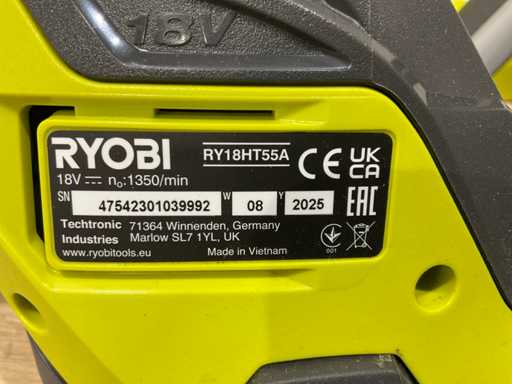 18V
RYOBI RY18HT55A CE UK CA
18V ⎓ n₀:1350/min
SN 47542301039992 W 08 Y 2025
Techtronic 71364 Winnenden, Germany
Industries Marlow SL7 1YL, UK
www.ryobitools.eu Made in Vietnam
EAC
001